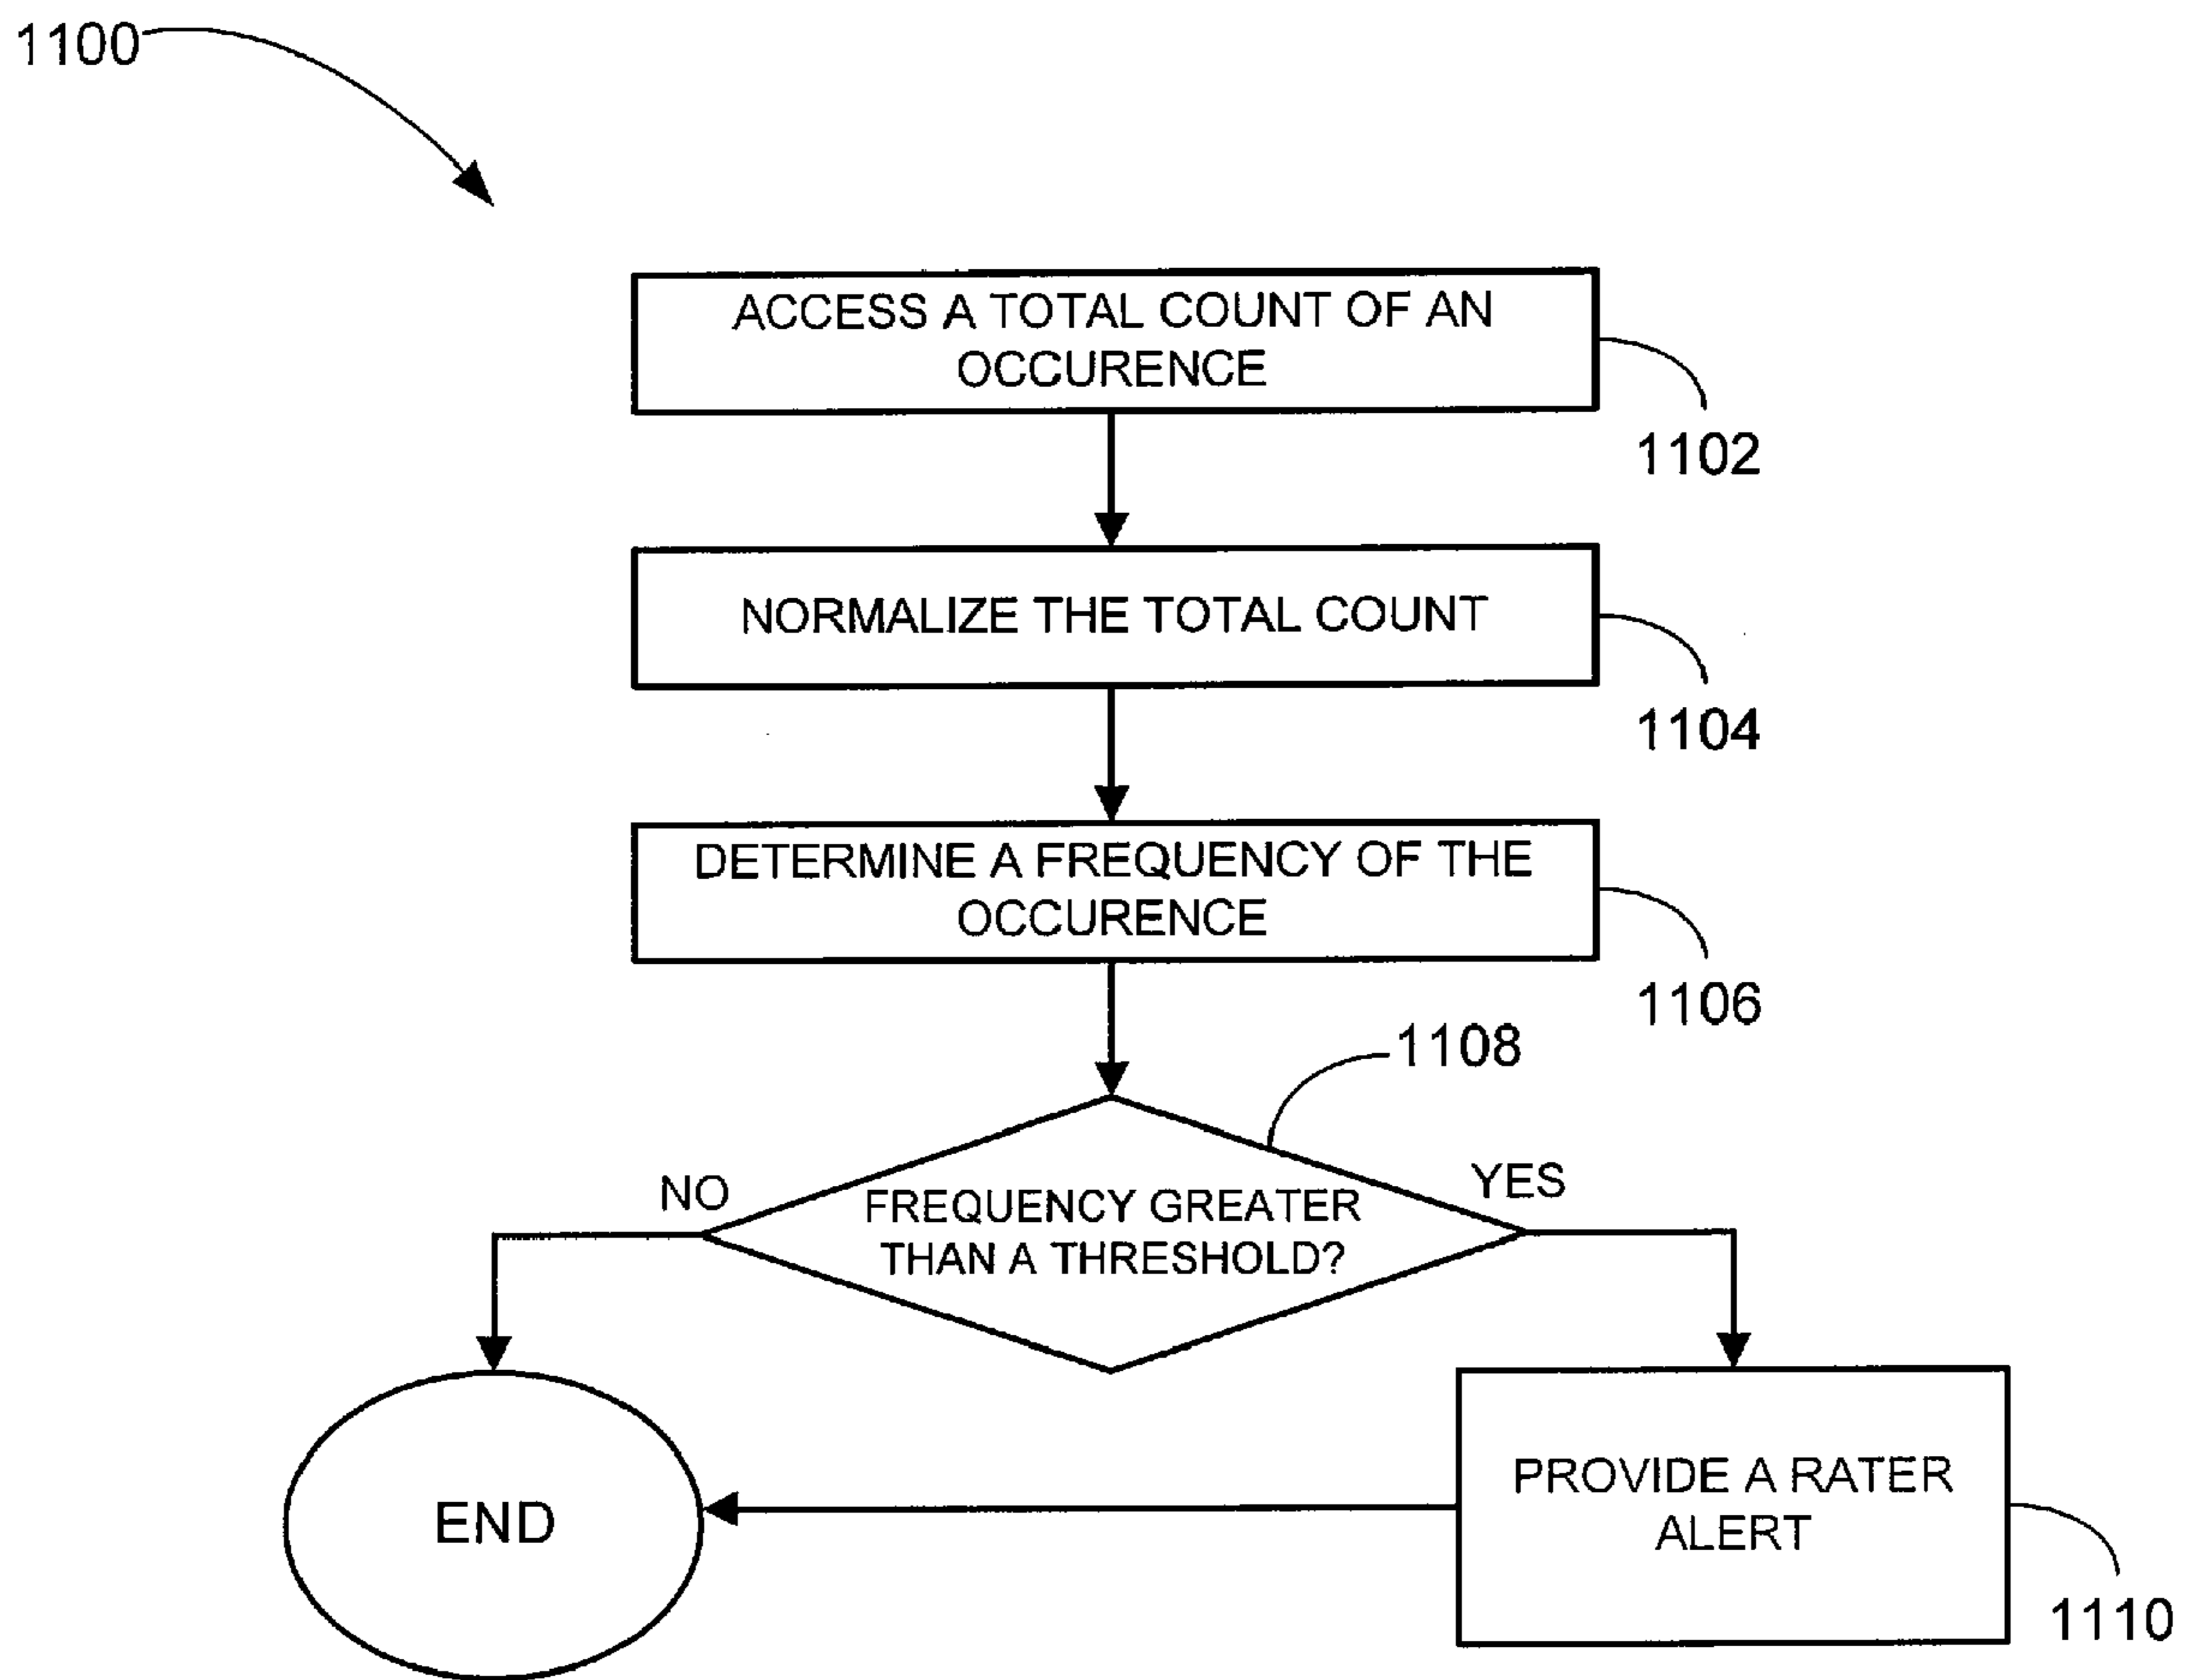 1100
ACCESS A TOTAL COUNT OF AN
OCCURENCE
1102
NORMALIZE THE TOTAL COUNT
1104
DETERMINE A FREQUENCY OF THE
OCCURENCE
1106
1108
NO
YES
FREQUENCY GREATER
THAN A THRESHOLD?
END
PROVIDE A RATER
ALERT
1110